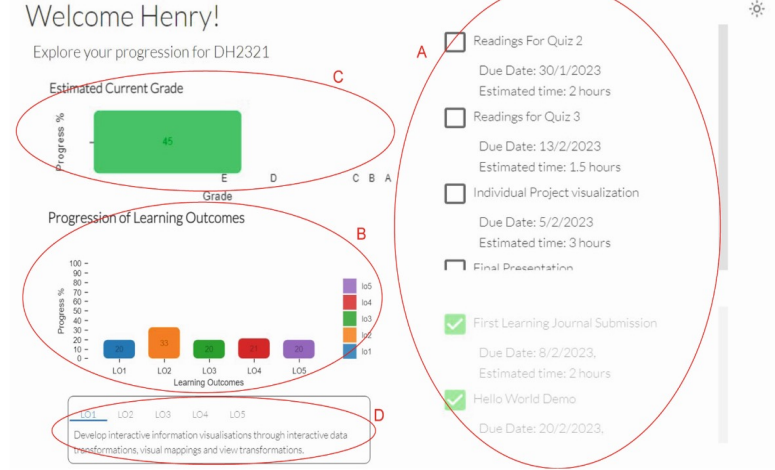 Welcome Henry!
Explore your progression for DH2321
C
Estimated Current Grade
Progress %
45
E D C B A
Grade
Progression of Learning Outcomes
B
100
90
80
70
60
50
40
30
20
10
0
Progress %
20 33 20 21 20
LO1 LO2 LO3 LO4 LO5
Learning Outcomes
lo5
lo4
lo3
lo2
lo1
D
LO1 LO2 LO3 LO4 LO5
Develop interactive information visualisations through interactive data
transformations, visual mappings and view transformations.
A
Readings For Quiz 2
Due Date: 30/1/2023
Estimated time: 2 hours
Readings for Quiz 3
Due Date: 13/2/2023
Estimated time: 1.5 hours
Individual Project visualization
Due Date: 5/2/2023
Estimated time: 3 hours
Final Presentation
First Learning Journal Submission
Due Date: 8/2/2023,
Estimated time: 2 hours
Hello World Demo
Due Date: 20/2/2023,